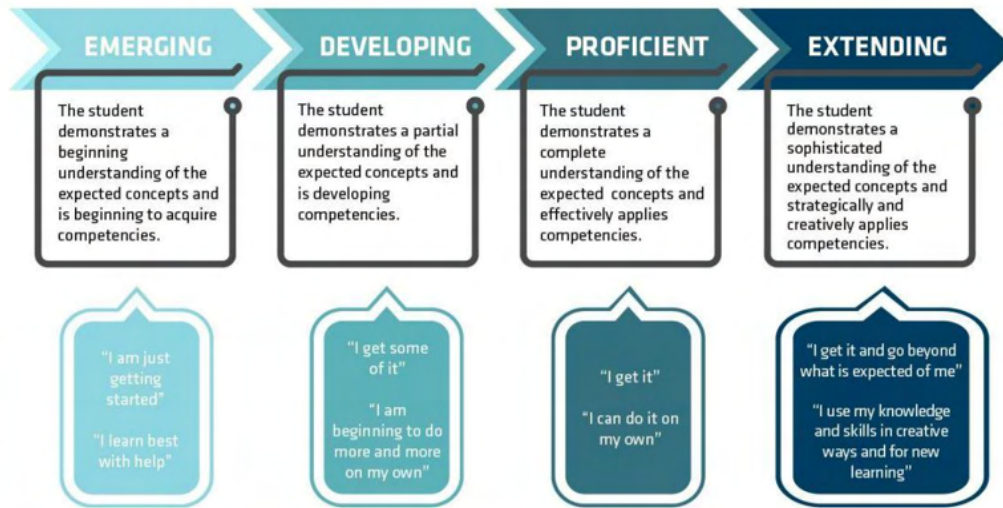 EMERGING
DEVELOPING
PROFICIENT
EXTENDING
The student
demonstrates a
beginning
understanding of the
expected concepts and
is beginning to acquire
competencies.
The student
demonstrates a partial
understanding of the
expected concepts and
is developing
competencies.
The student
demonstrates a
complete
understanding of the
expected concepts and
effectively applies
competencies.
The student
demonstrates a
sophisticated
understanding of the
expected concepts and
strategically and
creatively applies
competencies.
“I am just
getting
started”
“I learn best
with help”
“I get some
of it”
“I am
beginning to do
more and more
on my own”
“I get it”
“I can do it on
my own”
“I get it and go beyond
what is expected of me”
“I use my knowledge
and skills in creative
ways and for new
learning”